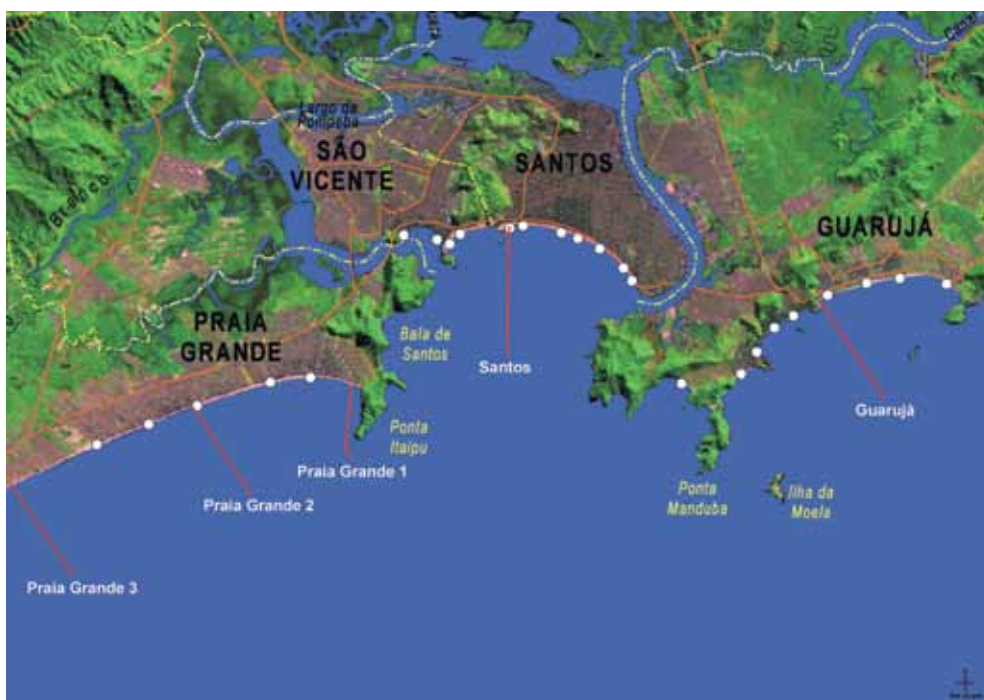 Largo da
Pompeba
SÃO
VICENTE
SANTOS
GUARUJÁ
PRAIA
GRANDE
Baía de
Santos
Santos
Guarujá
Ponta
Itaipu
Praia Grande 1
Praia Grande 2
Ponta
Manduba
Ilha da
Moela
Praia Grande 3